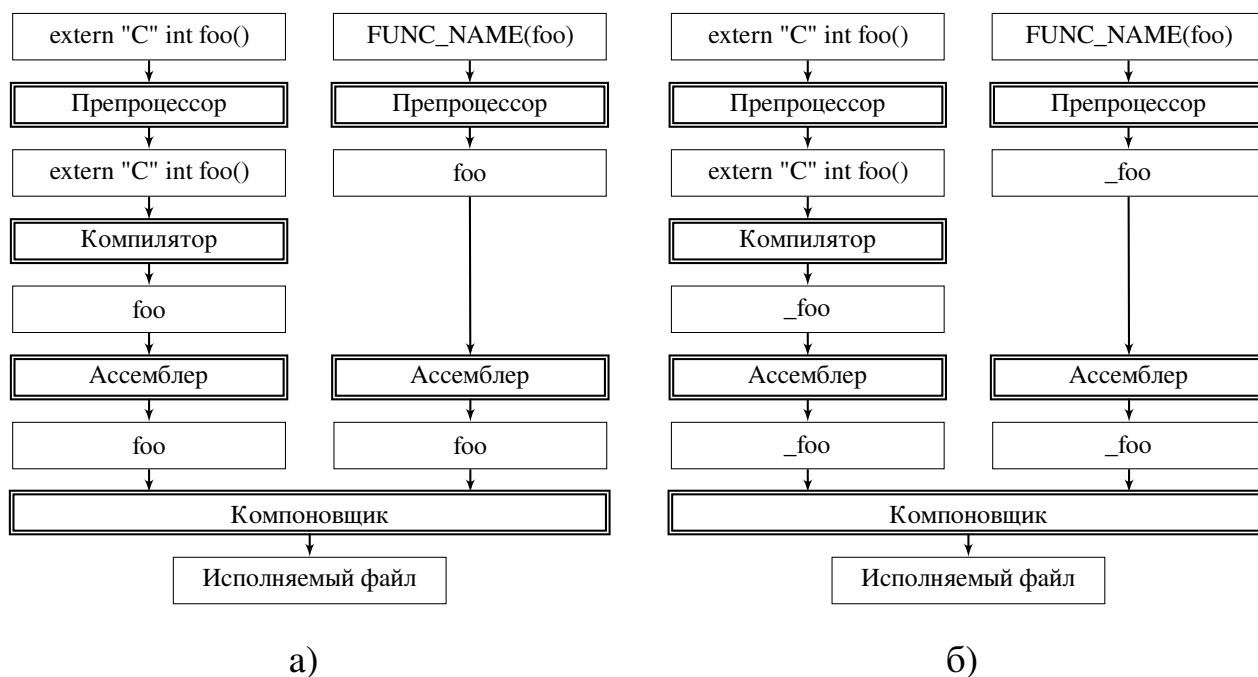 extern "C" int foo()
FUNC_NAME(foo)
Препроцессор
Препроцессор
extern "C" int foo()
foo
Компилятор
foo
Ассемблер
Ассемблер
foo
foo
Компоновщик
Исполняемый файл
а)
extern "C" int foo()
FUNC_NAME(foo)
Препроцессор
Препроцессор
extern "C" int foo()
_foo
Компилятор
_foo
Ассемблер
Ассемблер
_foo
_foo
Компоновщик
Исполняемый файл
б)